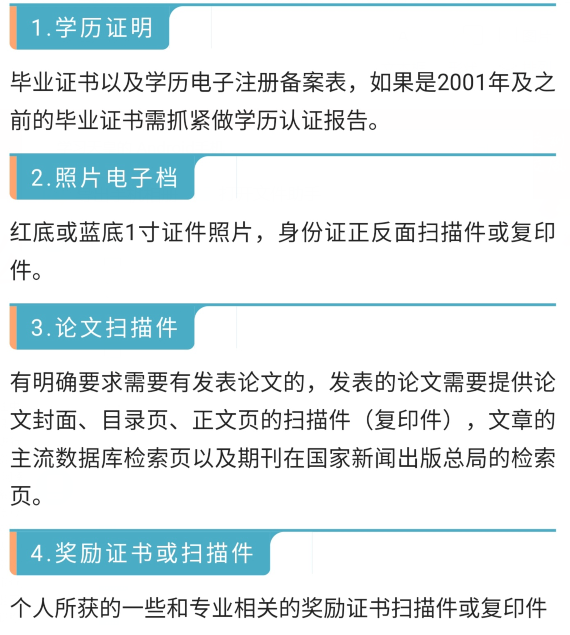 1.学历证明
毕业证书以及学历电子注册备案表，如果是2001年及之
前的毕业证书需抓紧做学历认证报告。
2.照片电子档
红底或蓝底1寸证件照片，身份证正反面扫描件或复印
件。
3.论文扫描件
有明确要求需要有发表论文的，发表的论文需要提供论
文封面、目录页、正文页的扫描件（复印件），文章的
主流数据库检索页以及期刊在国家新闻出版总局的检索
页。
4.奖励证书或扫描件
个人所获的一些和专业相关的奖励证书扫描件或复印件